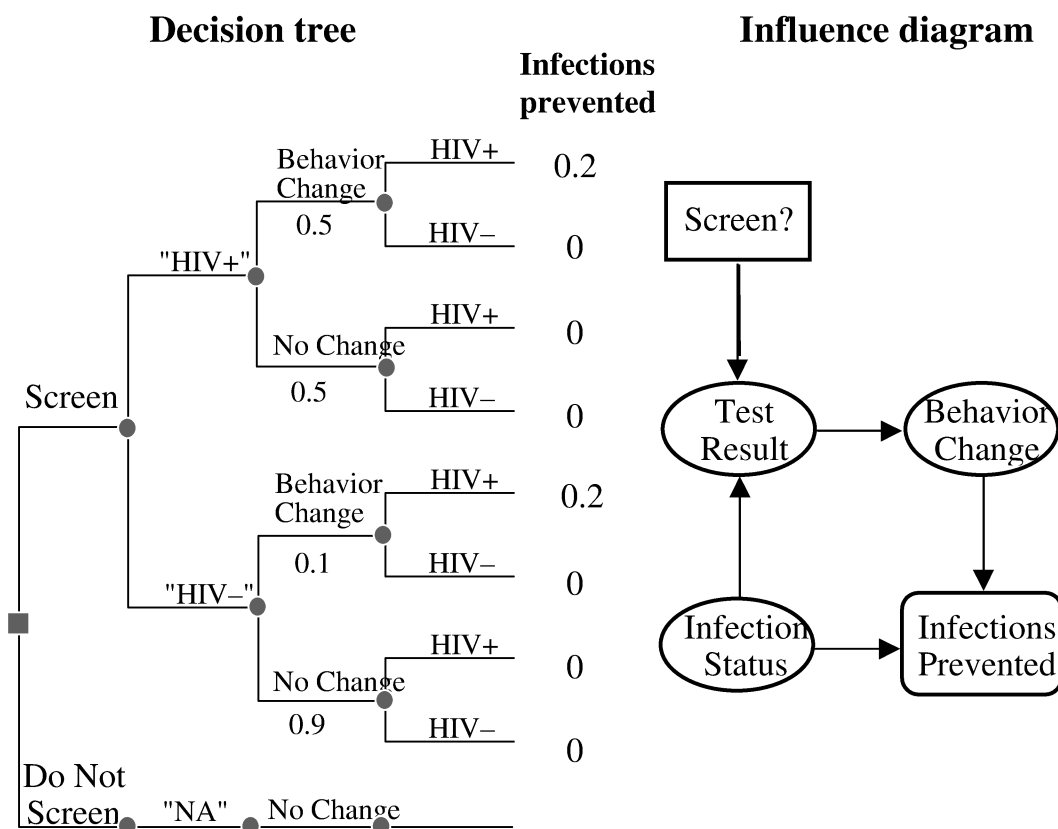 Decision tree
Influence diagram
Infections
prevented
Behavior
Change
0.5
HIV+
0.2
HIV–
0
"HIV+"
No Change
0.5
HIV+
0
HIV–
0
Screen
Behavior
Change
0.1
HIV+
0.2
HIV–
0
"HIV–"
No Change
0.9
HIV+
0
HIV–
0
Do Not
Screen
"NA"
No Change
Screen?
Test
Result
Behavior
Change
Infection
Status
Infections
Prevented